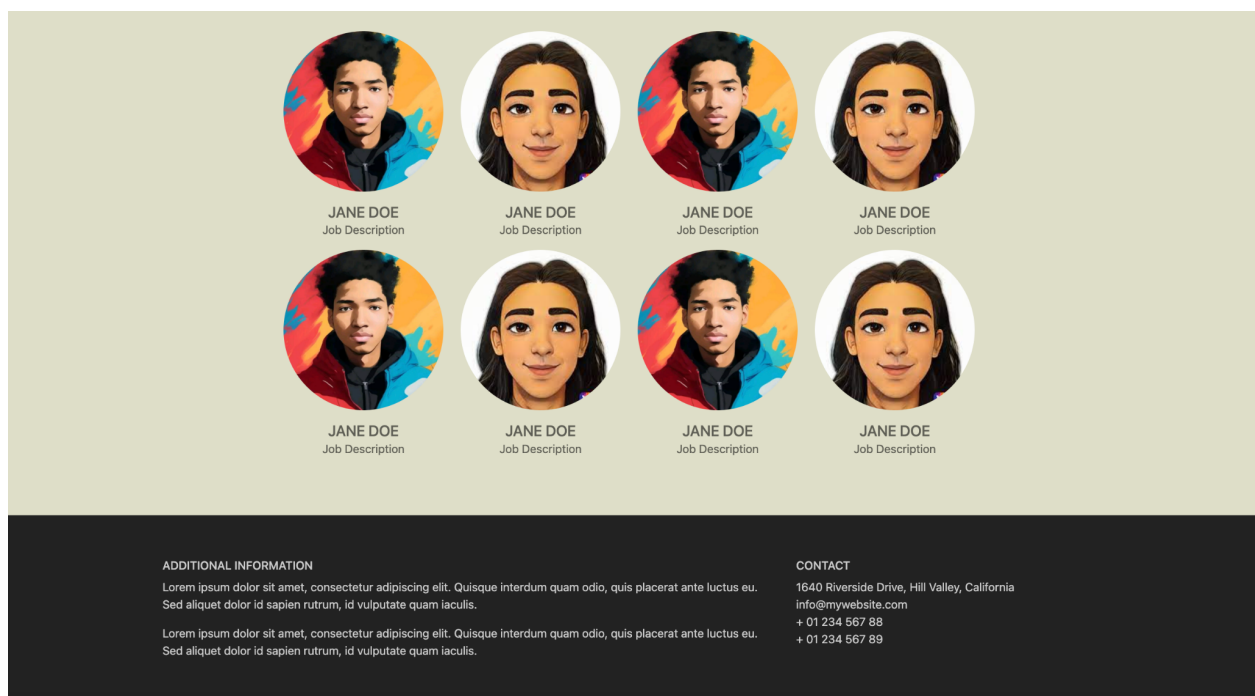 JANE DOE
Job Description
JANE DOE
Job Description
JANE DOE
Job Description
JANE DOE
Job Description
JANE DOE
Job Description
JANE DOE
Job Description
JANE DOE
Job Description
JANE DOE
Job Description
ADDITIONAL INFORMATION
Lorem ipsum dolor sit amet, consectetur adipiscing elit. Quisque interdum quam odio, quis placerat ante luctus eu.
Sed aliquet dolor id sapien rutrum, id vulputate quam iaculis.
Lorem ipsum dolor sit amet, consectetur adipiscing elit. Quisque interdum quam odio, quis placerat ante luctus eu.
Sed aliquet dolor id sapien rutrum, id vulputate quam iaculis.
CONTACT
1640 Riverside Drive, Hill Valley, California
info@mywebsite.com
+ 01 234 567 88
+ 01 234 567 89